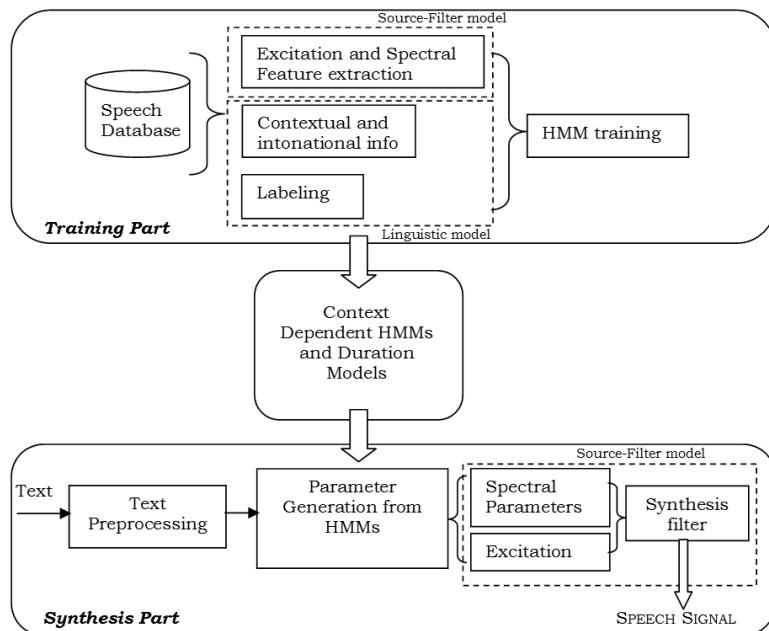 Source-Filter model
Excitation and Spectral
Feature extraction
Speech
Database
Contextual and
intonational info
HMM training
Labeling
Training Part
Linguistic model
Context
Dependent HMMs
and Duration
Models
Source-Filter model
Text
Text
Preprocessing
Parameter
Generation from
HMMs
Spectral
Parameters
Excitation
Synthesis
filter
Synthesis Part
SPEECH SIGNAL